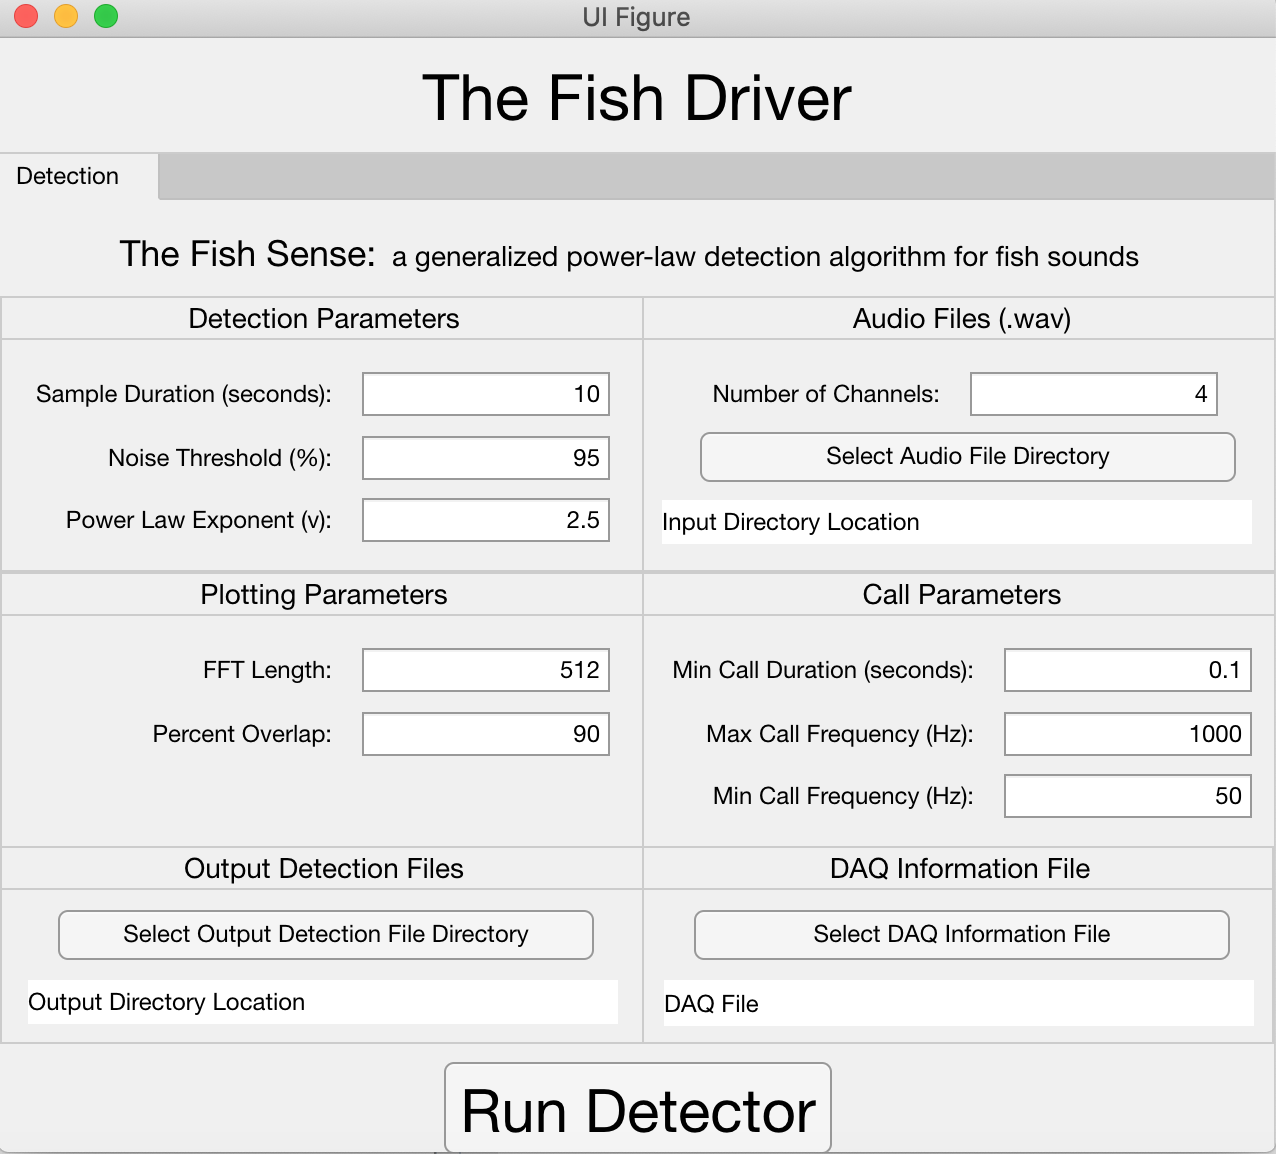 UI Figure
The Fish Driver
Detection
The Fish Sense: a generalized power-law detection algorithm for fish sounds
Detection Parameters
Sample Duration (seconds): 10
Noise Threshold (%): 95
Power Law Exponent (v): 2.5
Audio Files (.wav)
Number of Channels: 4
Select Audio File Directory
Input Directory Location
Plotting Parameters
FFT Length: 512
Percent Overlap: 90
Call Parameters
Min Call Duration (seconds): 0.1
Max Call Frequency (Hz): 1000
Min Call Frequency (Hz): 50
Output Detection Files
Select Output Detection File Directory
Output Directory Location
DAQ Information File
Select DAQ Information File
DAQ File
Run Detector